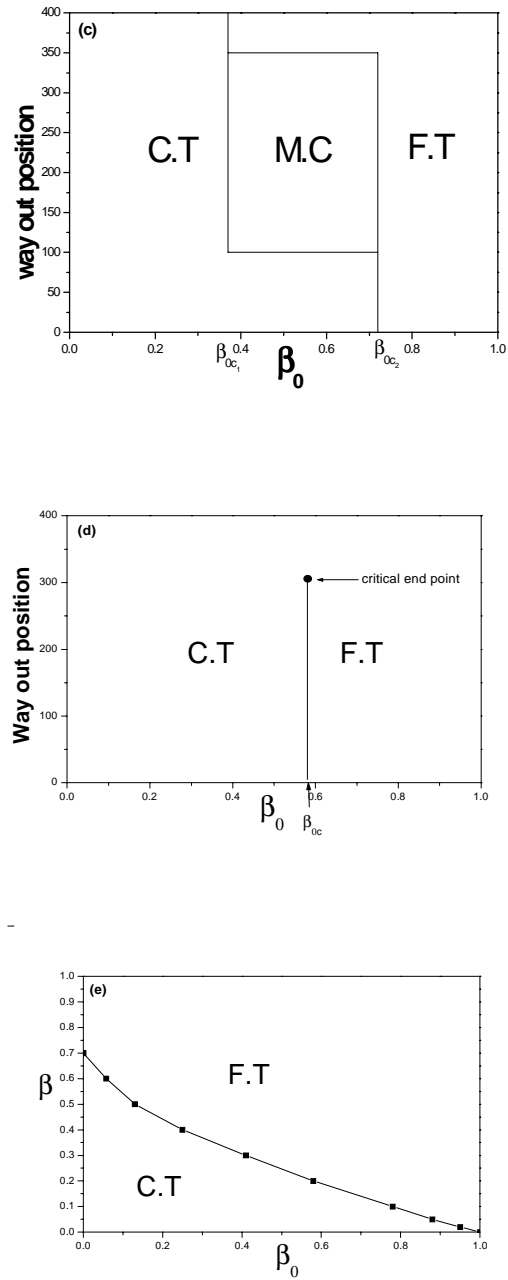 (c)
way out position
400
350
300
250
200
150
100
50
0
C.T
M.C
F.T
0.0
0.2
0.4
0.6
0.8
1.0
β0c1
β0
β0c2
(d)
Way out position
400
300
200
100
0
critical end point
C.T
F.T
0.0
0.2
0.4
0.6
0.8
1.0
β0
β0c
(e)
β
1.0
0.9
0.8
0.7
0.6
0.5
0.4
0.3
0.2
0.1
0.0
F.T
C.T
0.0
0.2
0.4
0.6
0.8
1.0
β0